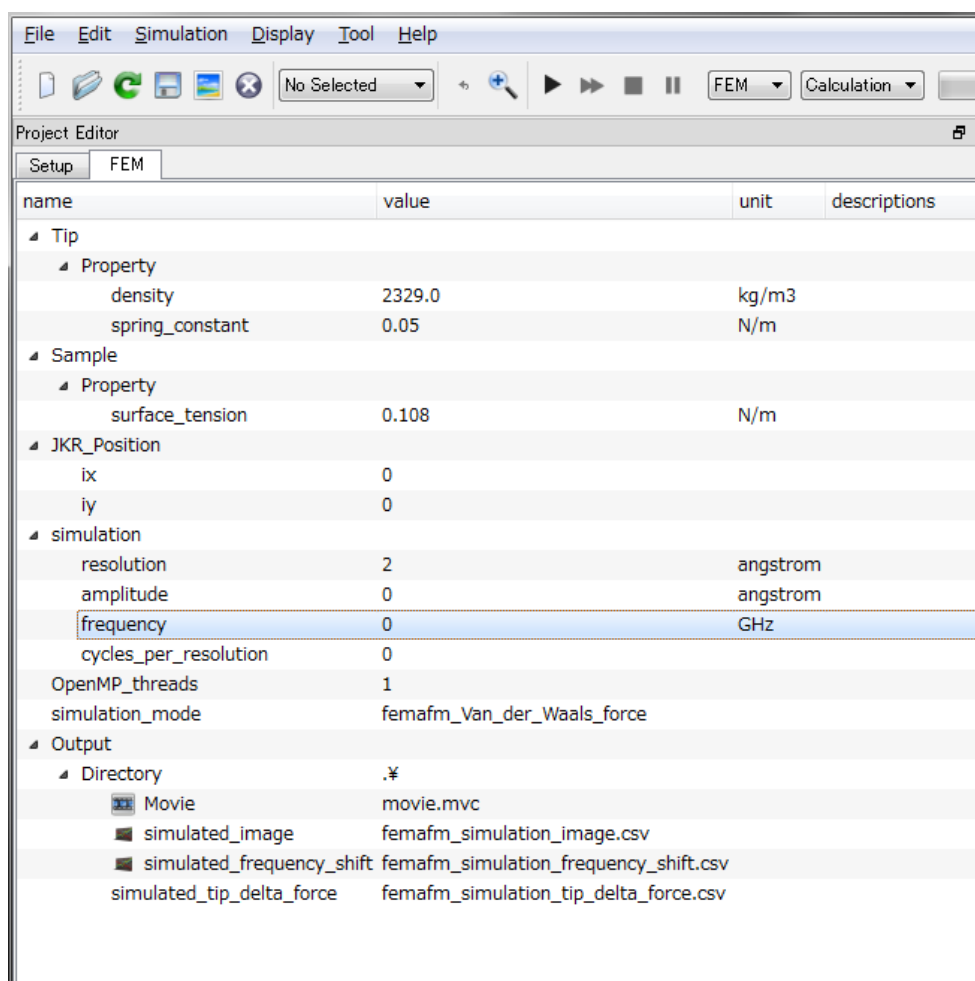 File Edit Simulation Display Tool Help
No Selected FEM Calculation
Project Editor
Setup FEM
name value unit descriptions
Tip
Property
density 2329.0 kg/m3
spring_constant 0.05 N/m
Sample
Property
surface_tension 0.108 N/m
JKR_Position
ix 0
iy 0
simulation
resolution 2 angstrom
amplitude 0 angstrom
frequency 0 GHz
cycles_per_resolution 0
OpenMP_threads 1
simulation_mode femafm_Van_der_Waals_force
Output
Directory .¥
Movie movie.mvc
simulated_image femafm_simulation_image.csv
simulated_frequency_shift femafm_simulation_frequency_shift.csv
simulated_tip_delta_force femafm_simulation_tip_delta_force.csv